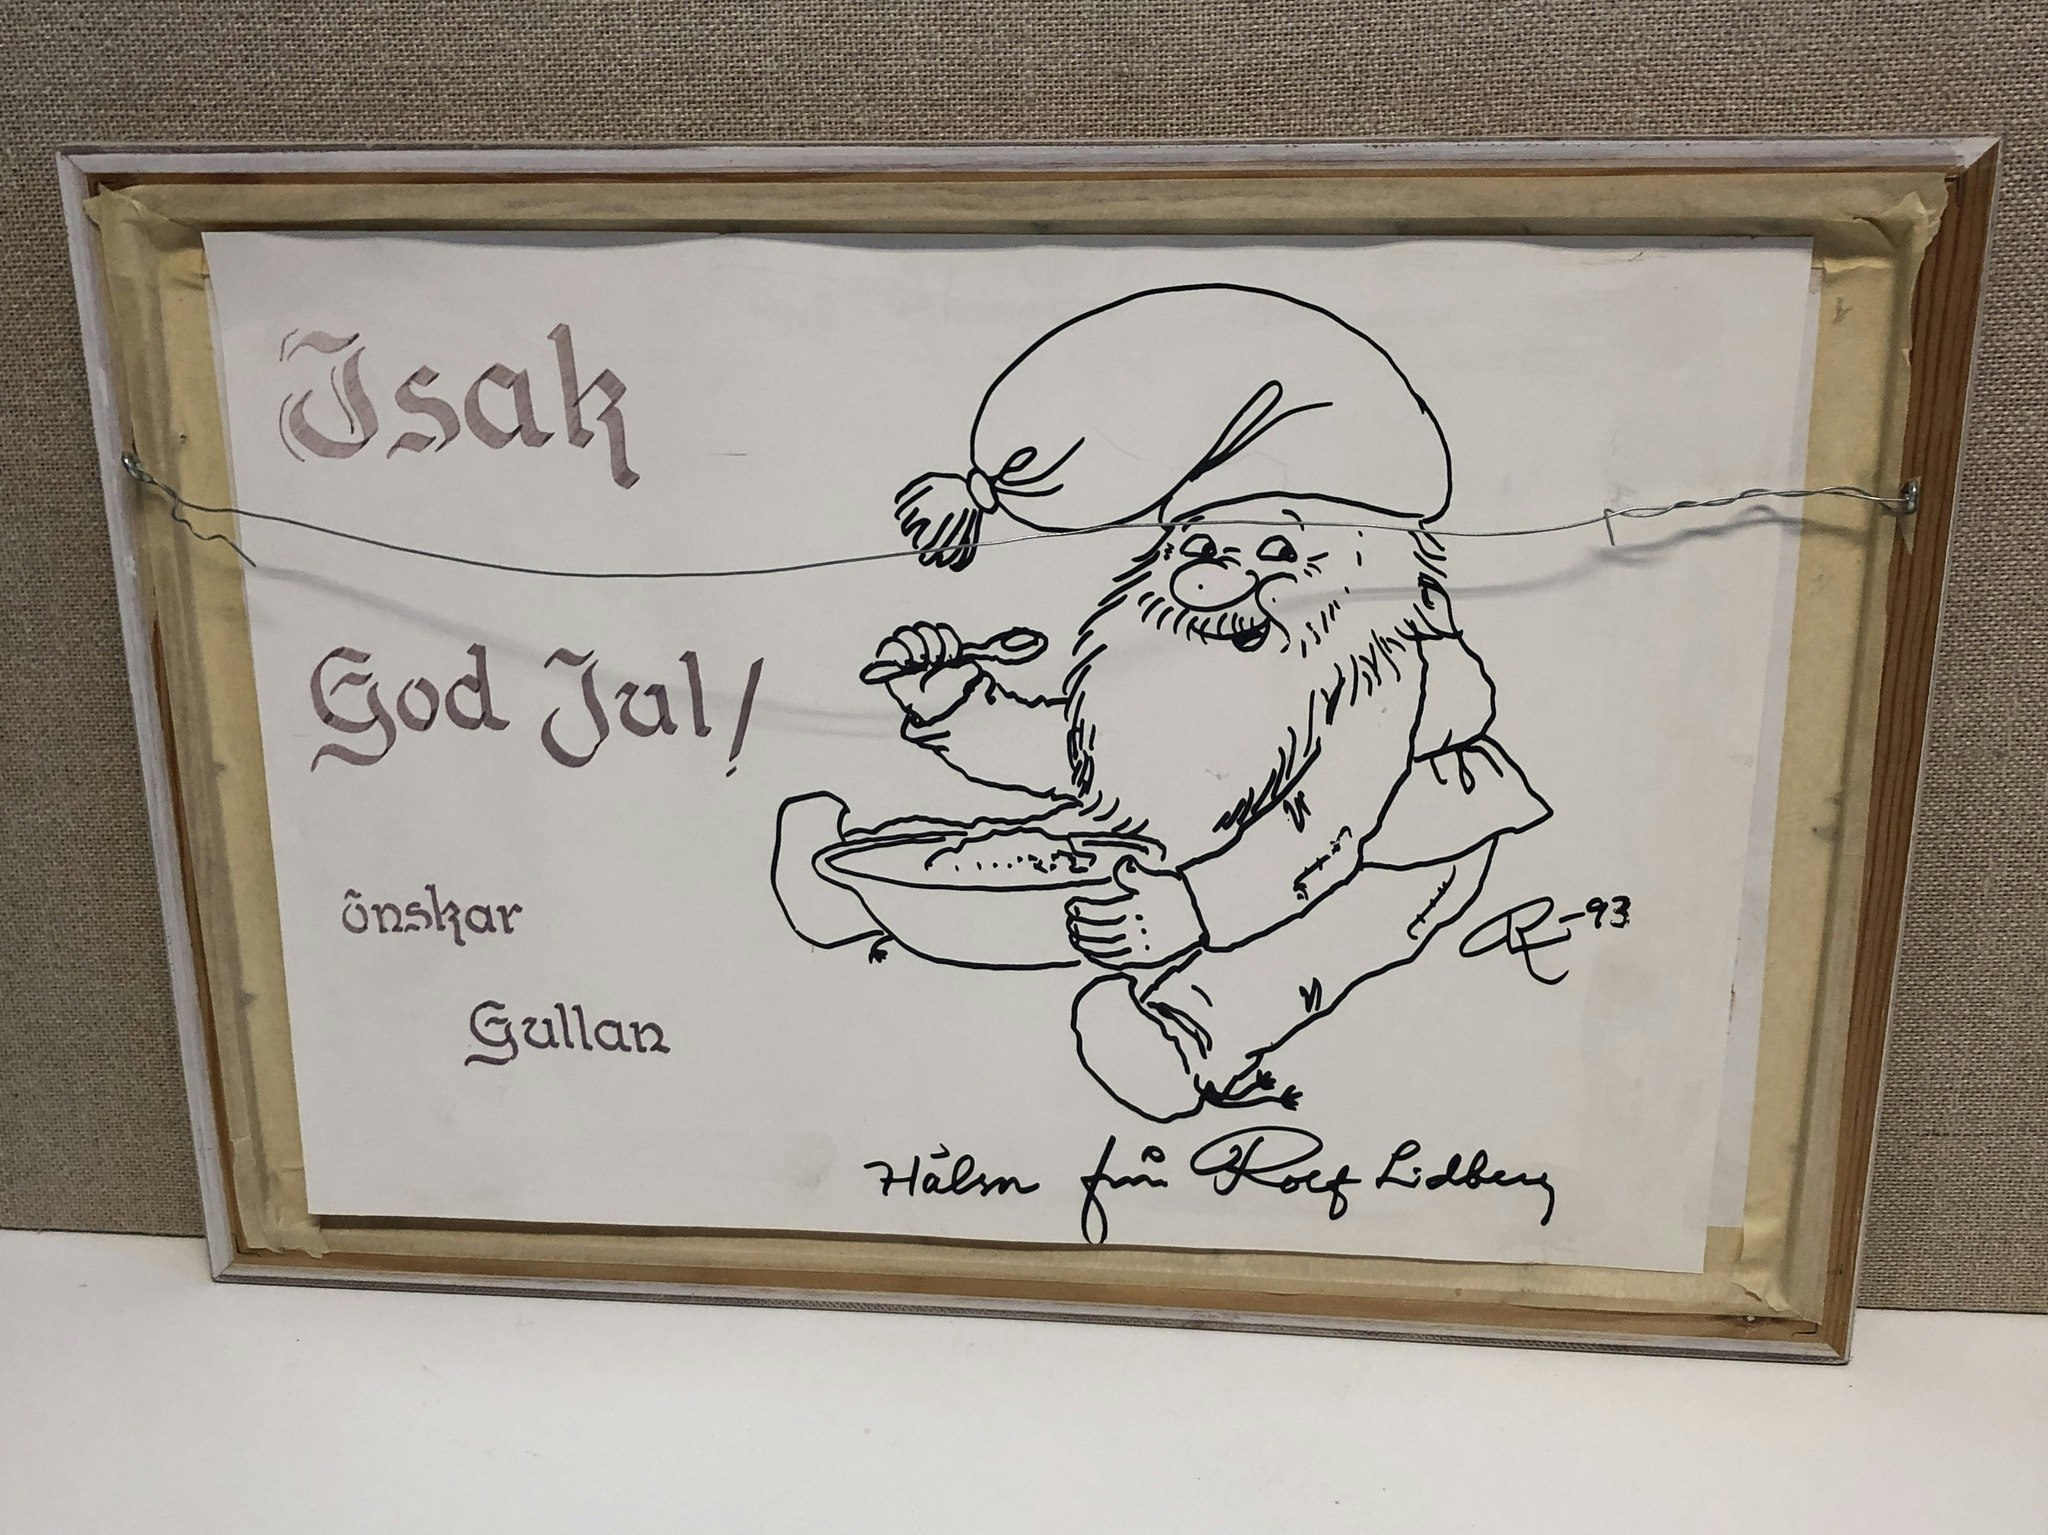 Isak
God Jul!
önskar
Gullan
R-93
Hälsn från Rolf Lidberg